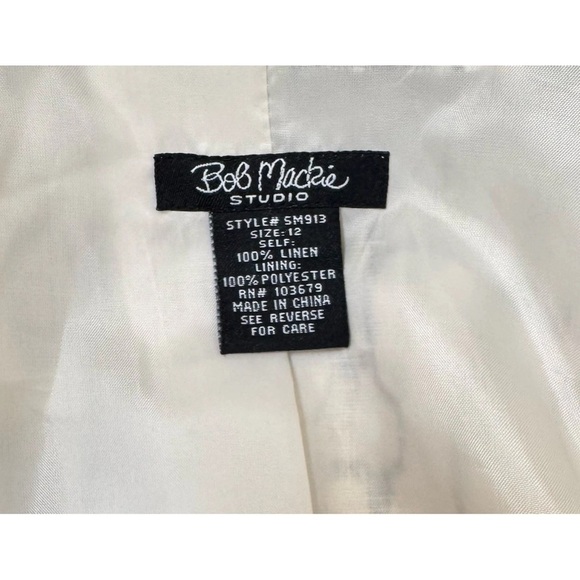 Bob Mackie
STUDIO
STYLE# SM913
SIZE: 12
SELF:
100% LINEN
LINING:
100% POLYESTER
RN# 103679
MADE IN CHINA
SEE REVERSE
FOR CARE